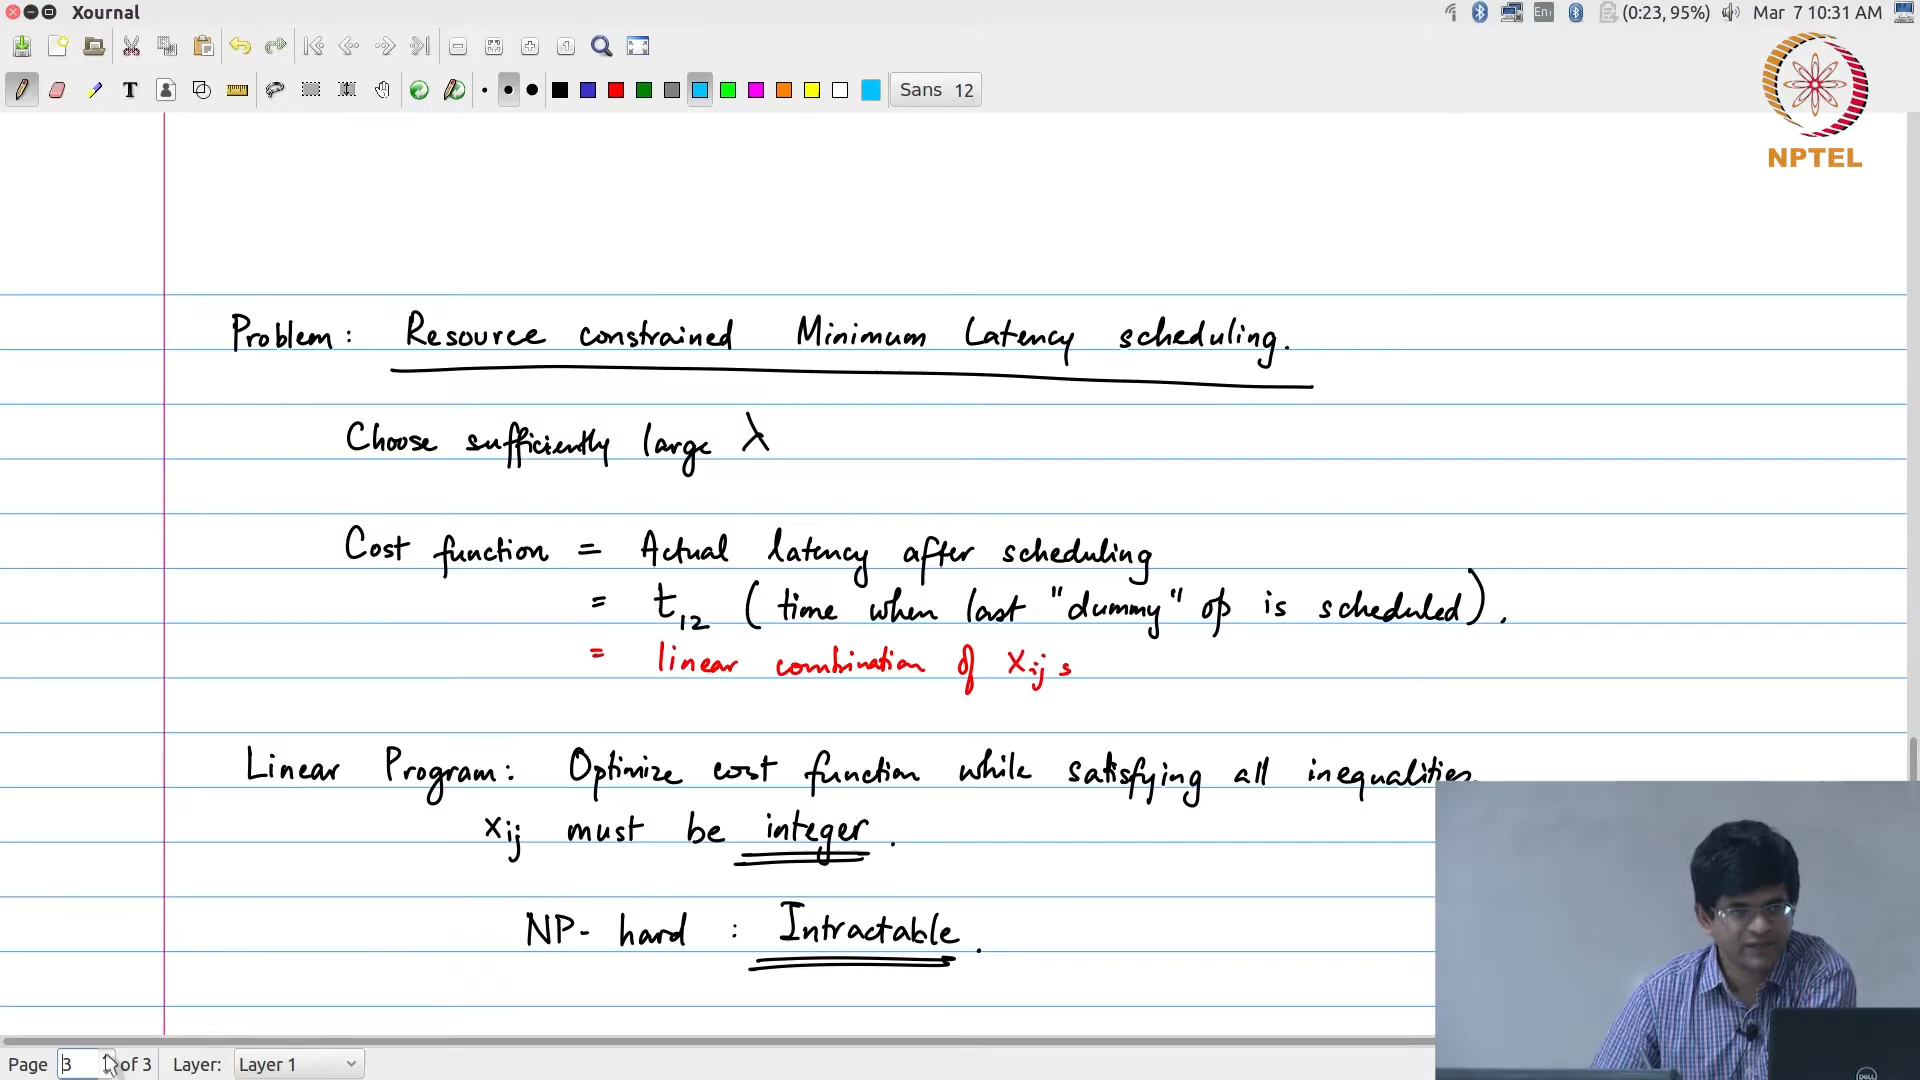 Xournal
(0:23, 95%) Mar 7 10:31 AM
En1
T
Sans 12
NPTEL
Problem: Resource constrained Minimum Latency scheduling.
Choose sufficiently large λ
Cost function = Actual latency after scheduling
= t12 (time when last "dummy" op is scheduled).
= linear combination of xij s
Linear Program: Optimize cost function while satisfying all inequalities
xij must be integer.
NP-hard : Intractable.
Page 3 of 3 Layer: Layer 1
DELL